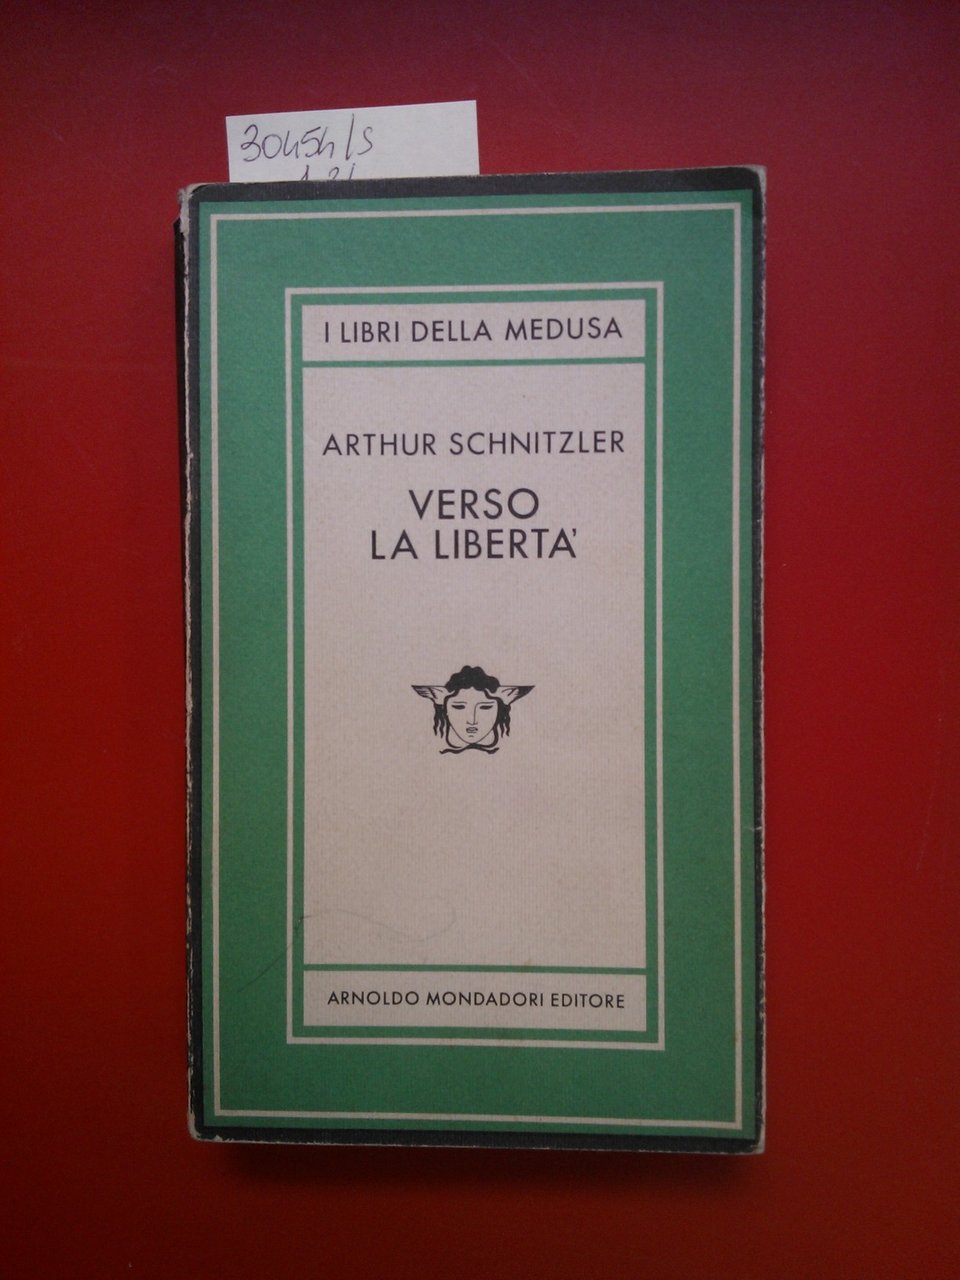 30454/S
I LIBRI DELLA MEDUSA
ARTHUR SCHNITZLER
VERSO
LA LIBERTA'
ARNOLDO MONDADORI EDITORE